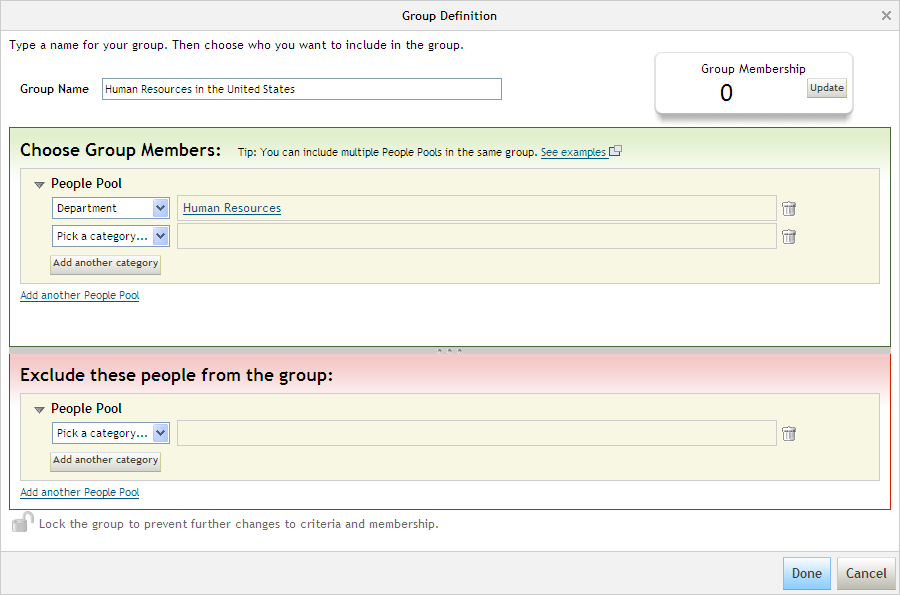 Group Definition
Type a name for your group. Then choose who you want to include in the group.
Group Membership
0
Update
Group Name
Human Resources in the United States
Choose Group Members:
Tip: You can include multiple People Pools in the same group. See examples
People Pool
Department
Human Resources
Pick a category...
Add another category
Add another People Pool
Exclude these people from the group:
People Pool
Pick a category...
Add another category
Add another People Pool
Lock the group to prevent further changes to criteria and membership.
Done
Cancel